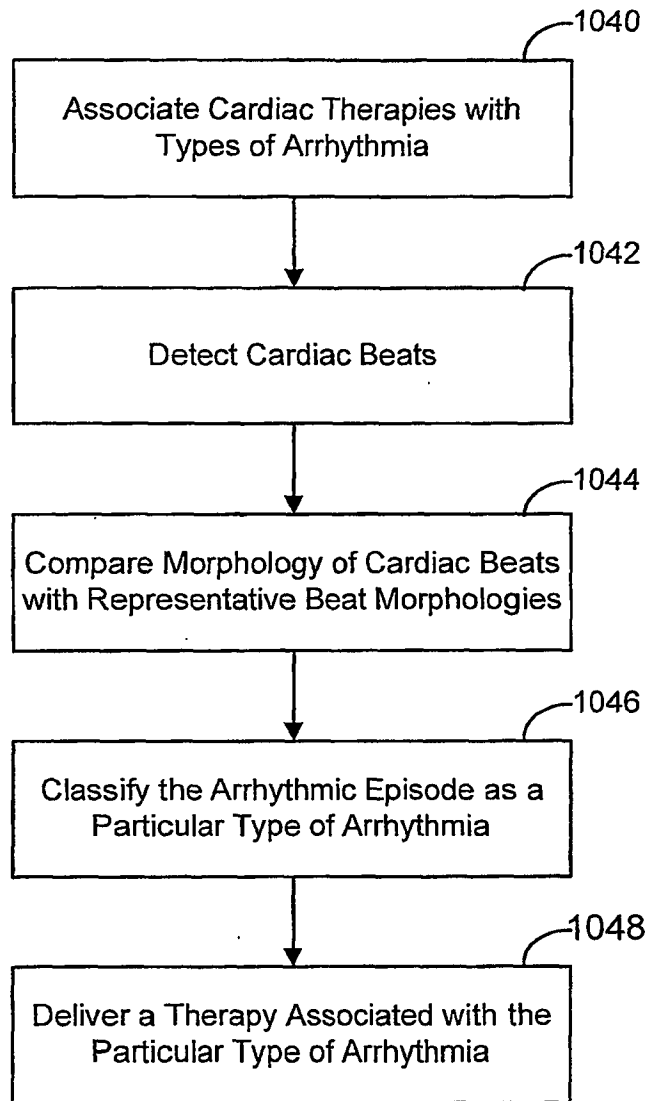 1040
Associate Cardiac Therapies with
Types of Arrhythmia
1042
Detect Cardiac Beats
1044
Compare Morphology of Cardiac Beats
with Representative Beat Morphologies
1046
Classify the Arrhythmic Episode as a
Particular Type of Arrhythmia
1048
Deliver a Therapy Associated with the
Particular Type of Arrhythmia